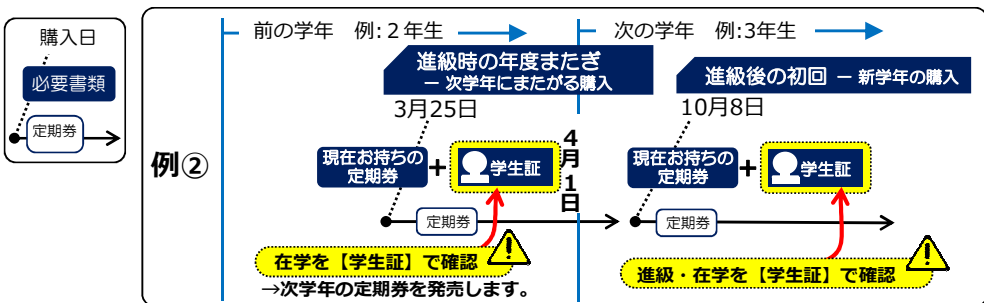 購入日
必要書類
定期券
例②
前の学年 例:2年生
次の学年 例:3年生
進級時の年度またぎ
－ 次学年にまたがる購入
進級後の初回 － 新学年の購入
3月25日
10月8日
現在お持ちの
定期券
+
学生証
4月1日
現在お持ちの
定期券
+
学生証
定期券
定期券
在学を【学生証】で確認
→次学年の定期券を発売します。
進級・在学を【学生証】で確認